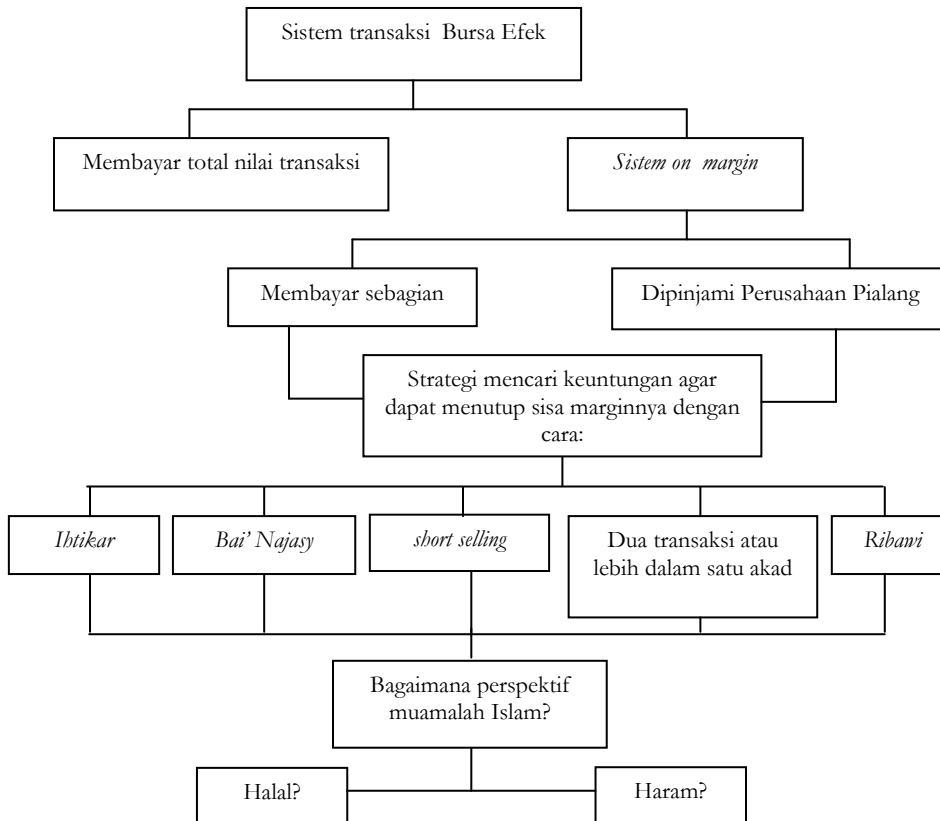 Sistem transaksi Bursa Efek
Membayar total nilai transaksi
Sistem on margin
Membayar sebagian
Dipinjami Perusahaan Pialang
Strategi mencari keuntungan agar
dapat menutup sisa marginnya dengan
cara:
Ihtikar
Bai' Najasy
short selling
Dua transaksi atau
lebih dalam satu akad
Ribawi
Bagaimana perspektif
muamalah Islam?
Halal?
Haram?